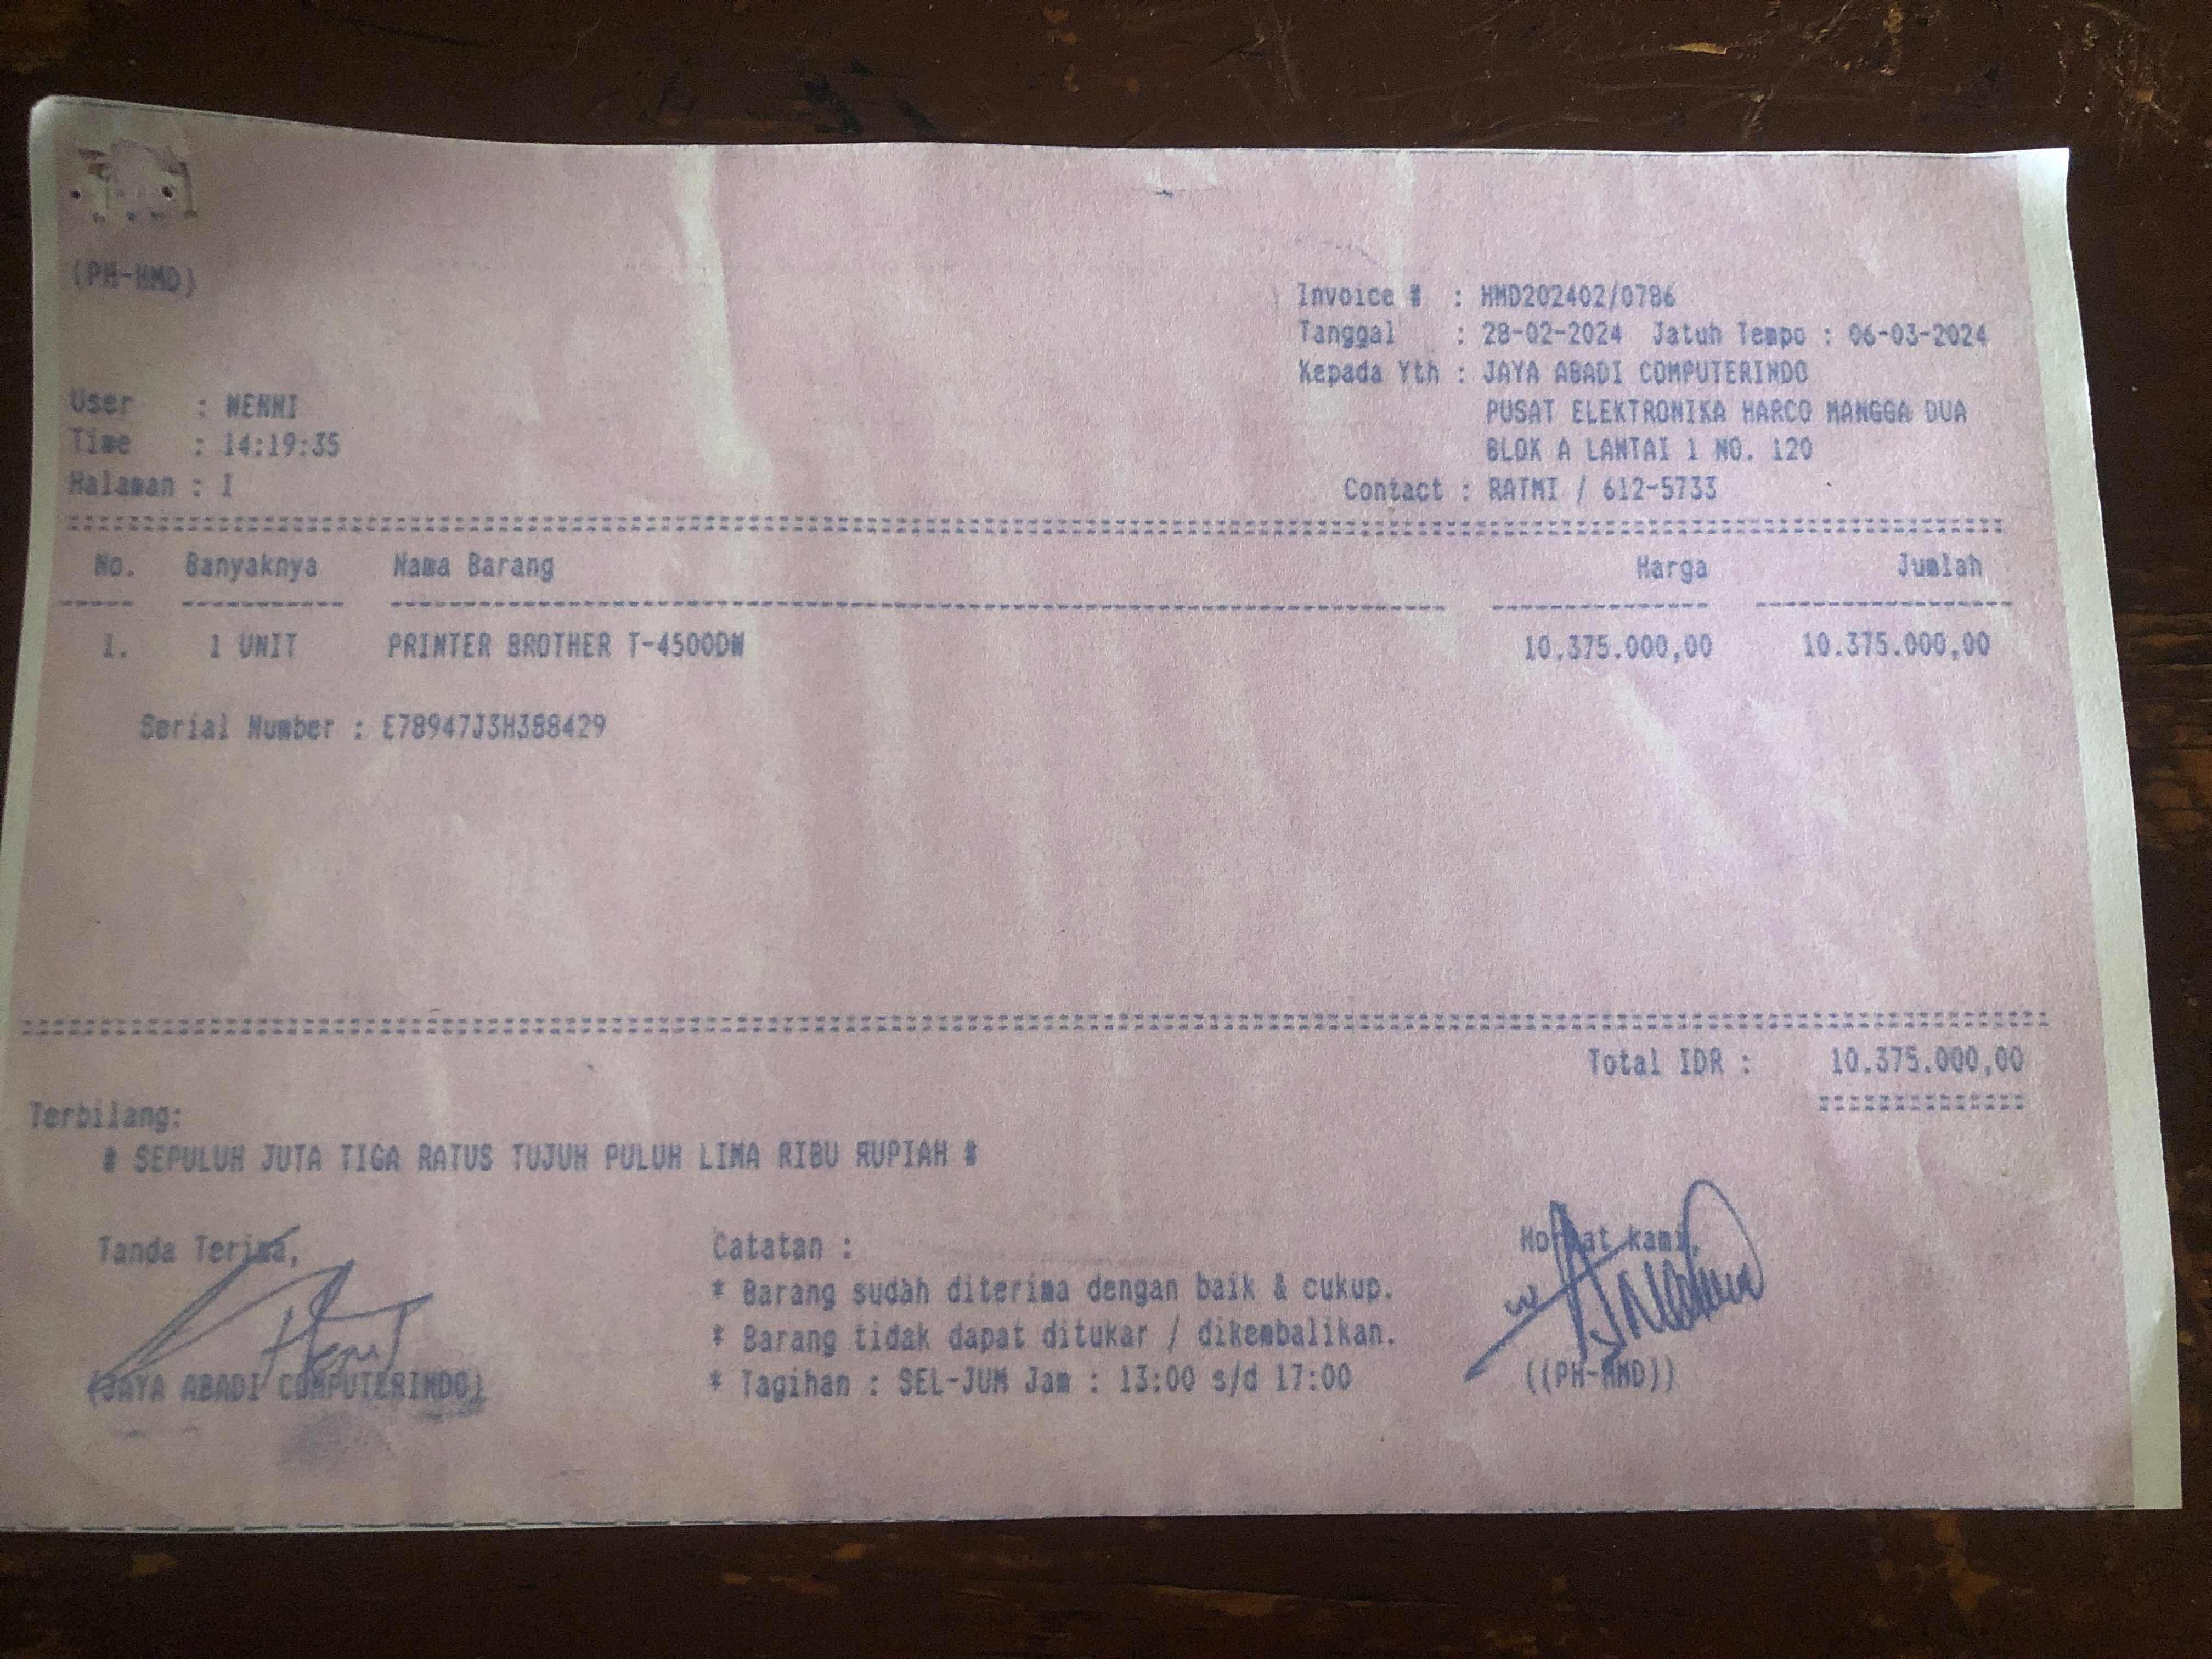 (PH-HMD)
Invoice # : HMD202402/0786
Tanggal : 28-02-2024 Jatuh Tempo : 06-03-2024
Kepada Yth : JAYA ABADI COMPUTERINDO
PUSAT ELEKTRONIKA HARCO MANGGA DUA
BLOK A LANTAI 1 NO. 120
Contact : RATMI / 612-5733
User : WENNI
Time : 14:19:35
Halaman : 1
No. Banyaknya Nama Barang Harga Jumlah
1. 1 UNIT PRINTER BROTHER T-4500DW 10.375.000,00 10.375.000,00
Serial Number : E78947J3H388429
Total IDR : 10.375.000,00
Terbilang:
# SEPULUH JUTA TIGA RATUS TUJUH PULUH LIMA RIBU RUPIAH #
Tanda Terima,
(JAYA ABADI COMPUTERINDO)
Catatan :
* Barang sudah diterima dengan baik & cukup.
* Barang tidak dapat ditukar / dikembalikan.
* Tagihan : SEL-JUM Jam : 13:00 s/d 17:00
Hormat kami,
((PH-HMD))